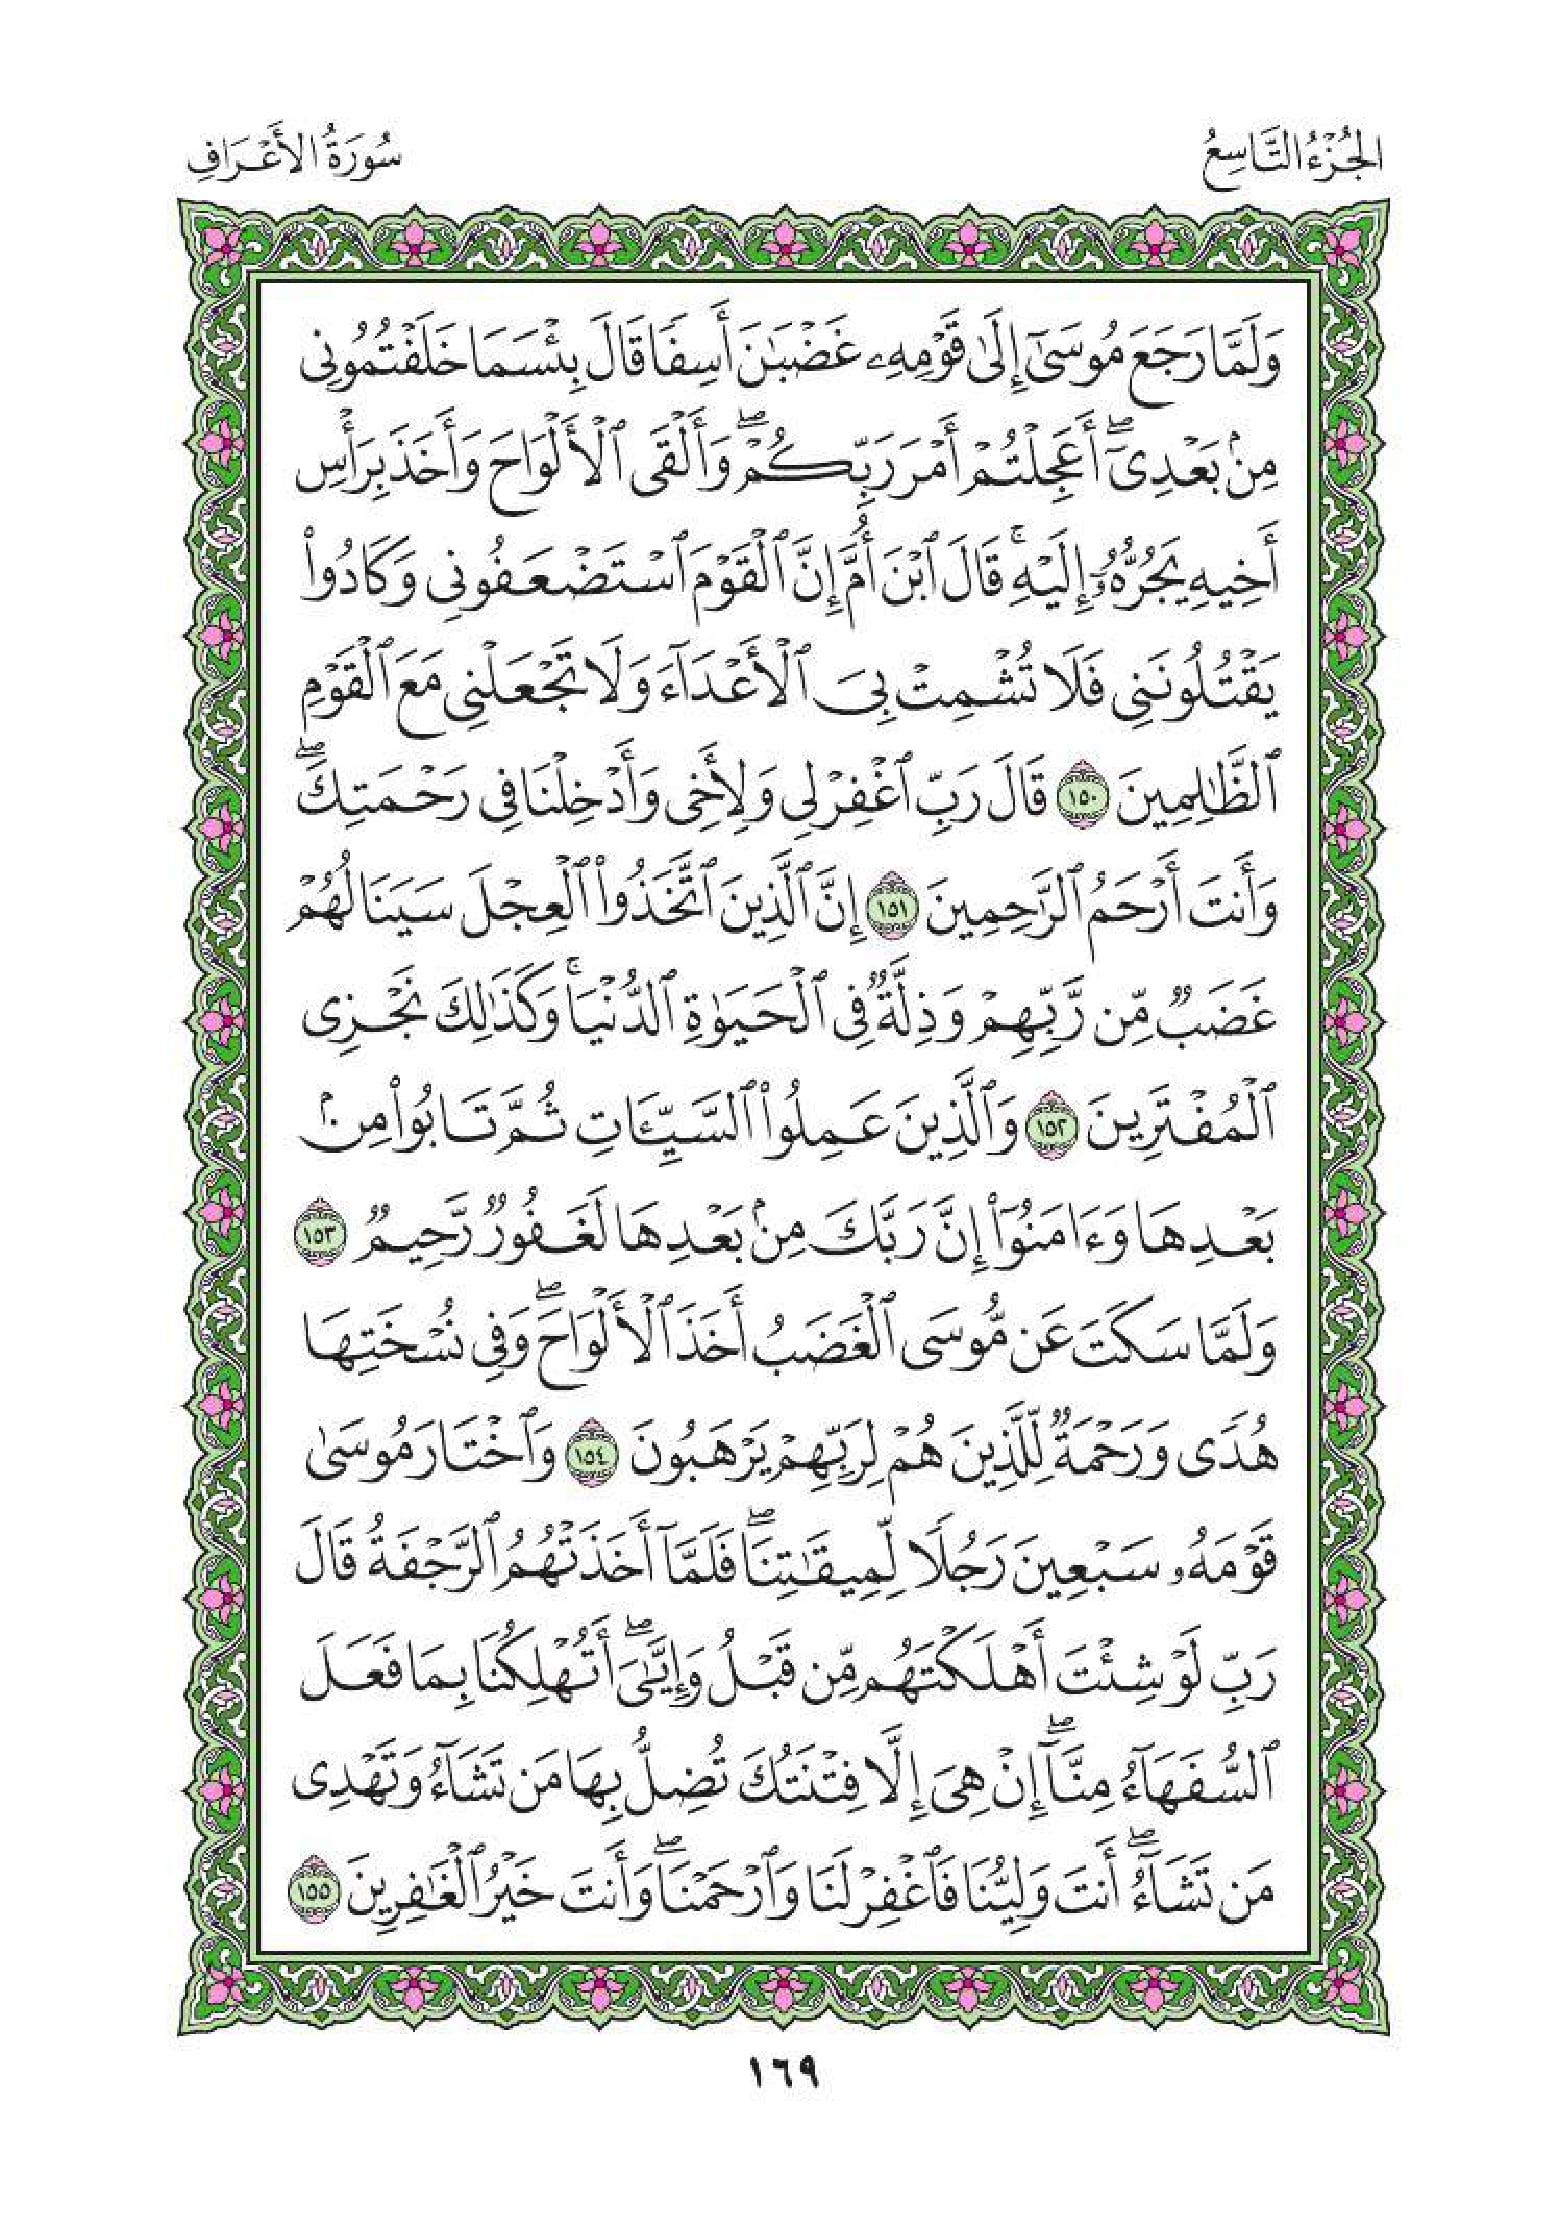 الجُزْءُ التَّاسِعُ
سُورَةُ الأَعْرَافِ
وَلَمَّا رَجَعَ مُوسَىٰٓ إِلَىٰ قَوْمِهِۦ غَضْبَٰنَ أَسِفًا قَالَ بِئْسَمَا خَلَفْتُمُونِى
مِنۢ بَعْدِىٓ ۖ أَعَجِلْتُمْ أَمْرَ رَبِّكُمْ ۖ وَأَلْقَى ٱلْأَلْوَاحَ وَأَخَذَ بِرَأْسِ
أَخِيهِ يَجُرُّهُۥٓ إِلَيْهِ ۚ قَالَ ٱبْنَ أُمَّ إِنَّ ٱلْقَوْمَ ٱسْتَضْعَفُونِى وَكَادُوا۟
يَقْتُلُونَنِى فَلَا تُشْمِتْ بِىَ ٱلْأَعْدَآءَ وَلَا تَجْعَلْنِى مَعَ ٱلْقَوْمِ
ٱلظَّٰلِمِينَ ١٥٠ قَالَ رَبِّ ٱغْفِرْ لِى وَلِأَخِى وَأَدْخِلْنَا فِى رَحْمَتِكَ ۖ
وَأَنتَ أَرْحَمُ ٱلرَّٰحِمِينَ ١٥١ إِنَّ ٱلَّذِينَ ٱتَّخَذُوا۟ ٱلْعِجْلَ سَيَنَالُهُمْ
غَضَبٌ مِّن رَّبِّهِمْ وَذِلَّةٌ فِى ٱلْحَيَوٰةِ ٱلدُّنْيَا ۚ وَكَذَٰلِكَ نَجْزِى
ٱلْمُفْتَرِينَ ١٥٢ وَٱلَّذِينَ عَمِلُوا۟ ٱلسَّيِّـَٔاتِ ثُمَّ تَابُوا۟ مِنۢ
بَعْدِهَا وَءَامَنُوٓا۟ إِنَّ رَبَّكَ مِنۢ بَعْدِهَا لَغَفُورٌ رَّحِيمٌ ١٥٣
وَلَمَّا سَكَتَ عَن مُّوسَى ٱلْغَضَبُ أَخَذَ ٱلْأَلْوَاحَ ۖ وَفِى نُسْخَتِهَا
هُدًى وَرَحْمَةٌ لِّلَّذِينَ هُمْ لِرَبِّهِمْ يَرْهَبُونَ ١٥٤ وَٱخْتَارَ مُوسَىٰ
قَوْمَهُۥ سَبْعِينَ رَجُلًا لِّمِيقَٰتِنَا ۖ فَلَمَّآ أَخَذَتْهُمُ ٱلرَّجْفَةُ قَالَ
رَبِّ لَوْ شِئْتَ أَهْلَكْتَهُم مِّن قَبْلُ وَإِيَّٰىَ ۖ أَتُهْلِكُنَا بِمَا فَعَلَ
ٱلسُّفَهَآءُ مِنَّآ ۖ إِنْ هِىَ إِلَّا فِتْنَتُكَ تُضِلُّ بِهَا مَن تَشَآءُ وَتَهْدِى
مَن تَشَآءُ ۖ أَنتَ وَلِيُّنَا فَٱغْفِرْ لَنَا وَٱرْحَمْنَا ۖ وَأَنتَ خَيْرُ ٱلْغَٰفِرِينَ ١٥٥
١٦٩